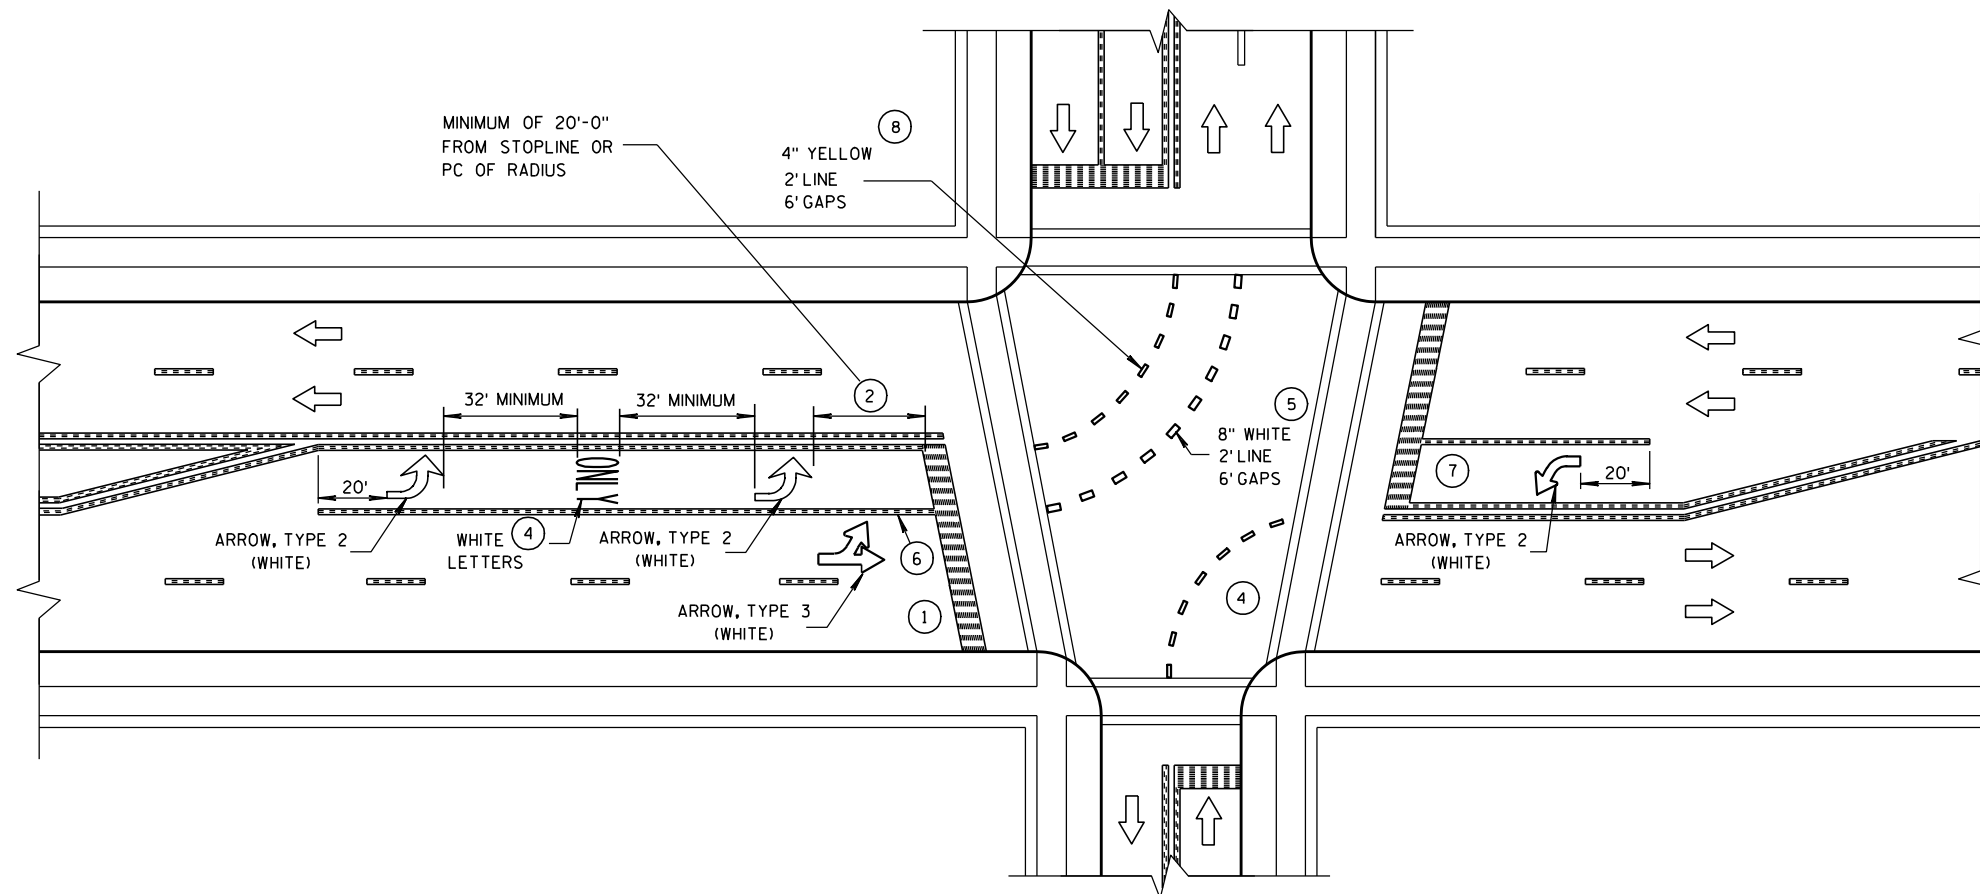 MINIMUM OF 20'-0"
FROM STOPLINE OR
PC OF RADIUS
8
4" YELLOW
2' LINE
6' GAPS
32' MINIMUM
32' MINIMUM
2
5
8" WHITE
2' LINE
6' GAPS
7
20'
20'
ONLY
ARROW, TYPE 2
(WHITE)
WHITE
LETTERS
4
ARROW, TYPE 2
(WHITE)
6
ARROW, TYPE 2
(WHITE)
ARROW, TYPE 3
(WHITE)
1
4